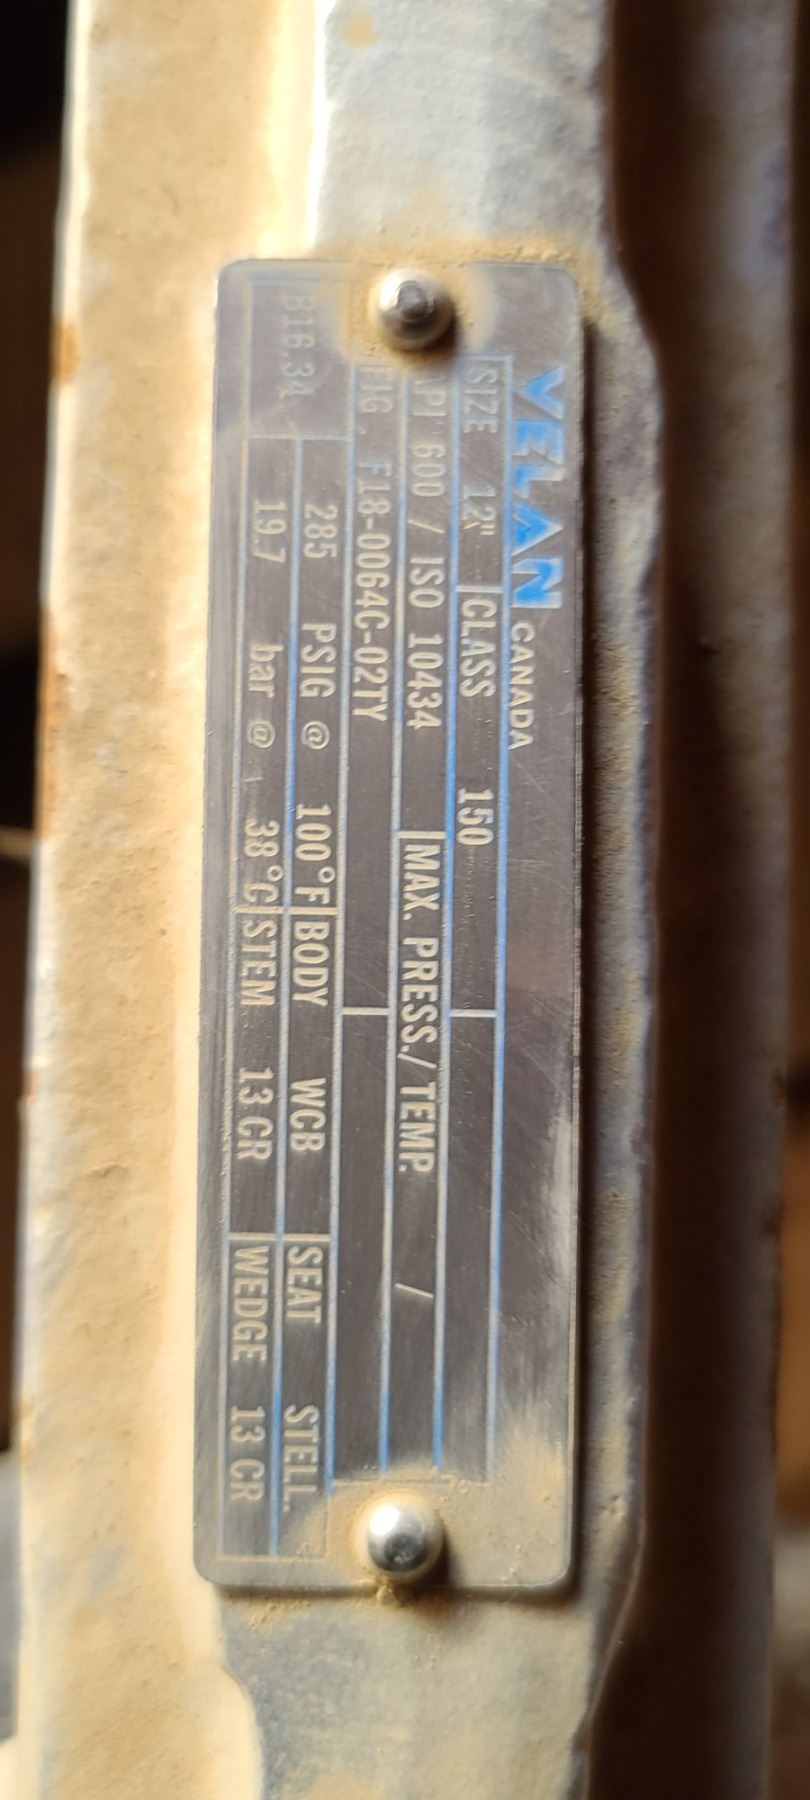 VELAN CANADA
SIZE 12" CLASS 150
API 600 / ISO 10434 MAX. PRESS./TEMP. /
FIG. F18-0064C-02TY
B16.34 285 PSIG @ 100°F BODY WCB SEAT STELL.
19.7 bar @ 38°C STEM 13 CR WEDGE 13 CR